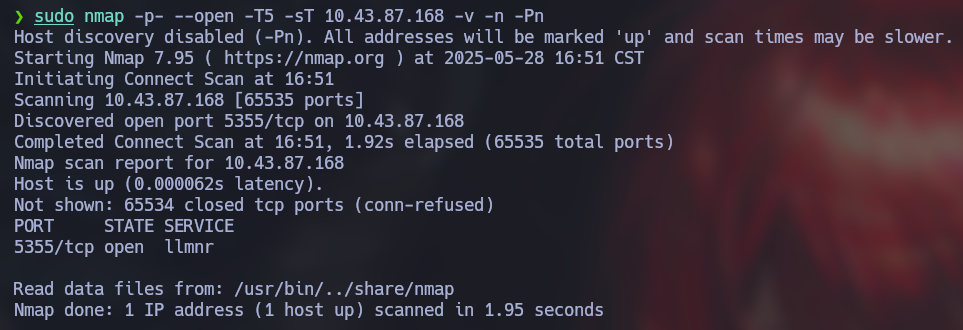 ❯ sudo nmap -p- --open -T5 -sT 10.43.87.168 -v -n -Pn
Host discovery disabled (-Pn). All addresses will be marked 'up' and scan times may be slower.
Starting Nmap 7.95 ( https://nmap.org ) at 2025-05-28 16:51 CST
Initiating Connect Scan at 16:51
Scanning 10.43.87.168 [65535 ports]
Discovered open port 5355/tcp on 10.43.87.168
Completed Connect Scan at 16:51, 1.92s elapsed (65535 total ports)
Nmap scan report for 10.43.87.168
Host is up (0.000062s latency).
Not shown: 65534 closed tcp ports (conn-refused)
PORT     STATE SERVICE
5355/tcp open  llmnr
Read data files from: /usr/bin/../share/nmap
Nmap done: 1 IP address (1 host up) scanned in 1.95 seconds